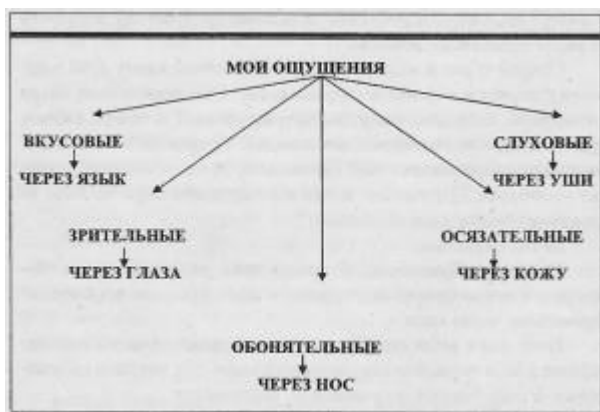 МОИ ОЩУЩЕНИЯ
ВКУСОВЫЕ
ЧЕРЕЗ ЯЗЫК
СЛУХОВЫЕ
ЧЕРЕЗ УШИ
ЗРИТЕЛЬНЫЕ
ЧЕРЕЗ ГЛАЗА
ОСЯЗАТЕЛЬНЫЕ
ЧЕРЕЗ КОЖУ
ОБОНЯТЕЛЬНЫЕ
ЧЕРЕЗ НОС